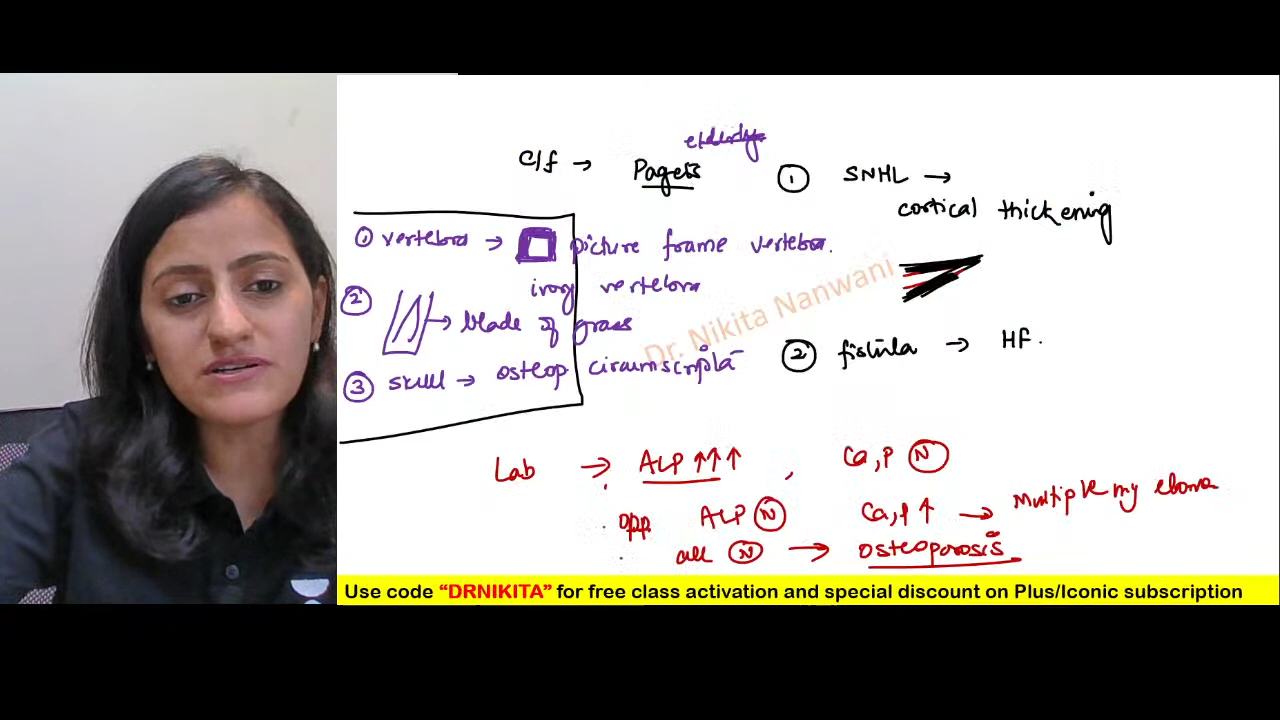 elderly
C/f → Pagets ① SNHL →
cortical thickening
① vertebra → picture frame vertebra.
ivory vertebra
② → blade of grass
③ skull → osteop circumscripta
② fistula → HF.
Dr. Nikita Nanwani
Lab → ALP ↑↑↑ , Ca, P Ⓝ
opp ALP Ⓝ Ca, P ↑ → multiple myeloma
all Ⓝ → osteoporosis
Use code “DRNIKITA” for free class activation and special discount on Plus/Iconic subscription